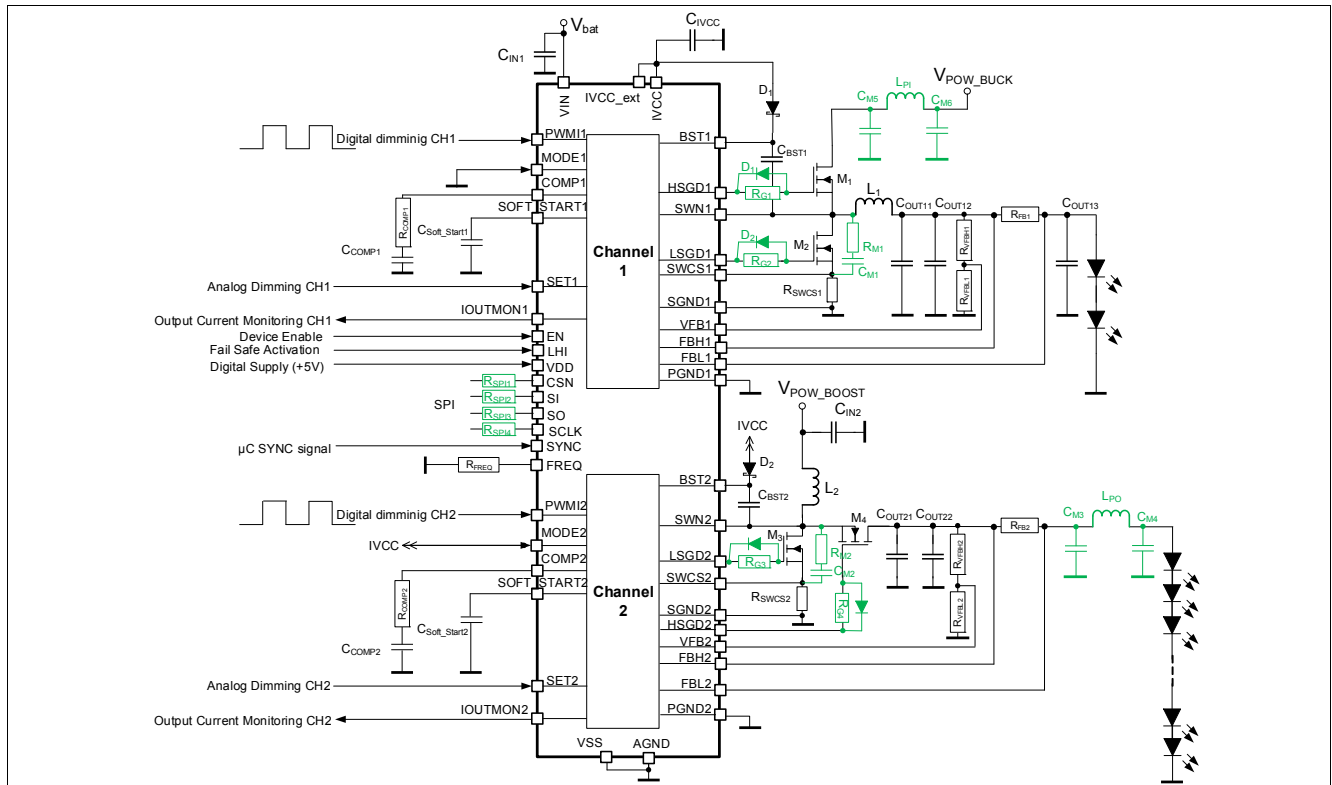 Vbat
CIVCC
CIN1
VIN
IVCC_ext
IVCC
D1
LPI
VPOW_BUCK
CM5
CM6
Digital dimminig CH1
PWMI1
BST1
CBST1
MODE1
D1
M1
COMP1
HSGD1
RG1
L1
SOFT_START1
SWN1
COUT11
COUT12
RFB1
COUT13
RCOMP1
CSoft_Start1
Channel 1
D2
M2
RM1
RVFBH1
CCOMP1
LSGD1
RG2
CM1
SWCS1
RSWCS1
RVFBL1
Analog Dimming CH1
SET1
SGND1
Output Current Monitoring CH1
IOUTMON1
VFB1
Device Enable
EN
FBH1
Fail Safe Activation
LHI
FBL1
Digital Supply (+5V)
VDD
PGND1
RSPI1
CSN
VPOW_BOOST
SPI
RSPI2
SI
CIN2
RSPI3
SO
IVCC
RSPI4
SCLK
µC SYNC signal
SYNC
D2
RFREQ
FREQ
L2
BST2
CBST2
Digital dimming CH2
PWMI2
SWN2
M4
COUT21
COUT22
RFB2
LPO
CM3
CM4
MODE2
IVCC
M3
RM2
RVFBH2
COMP2
LSGD2
RG3
CM2
SOFT_START2
SWCS2
RCOMP2
Channel 2
RSWCS2
RG4
RVFBL2
CSoft_Start2
SGND2
HSGD2
CCOMP2
VFB2
FBH2
Analog Dimming CH2
SET2
FBL2
Output Current Monitoring CH2
IOUTMON2
PGND2
VSS
AGND